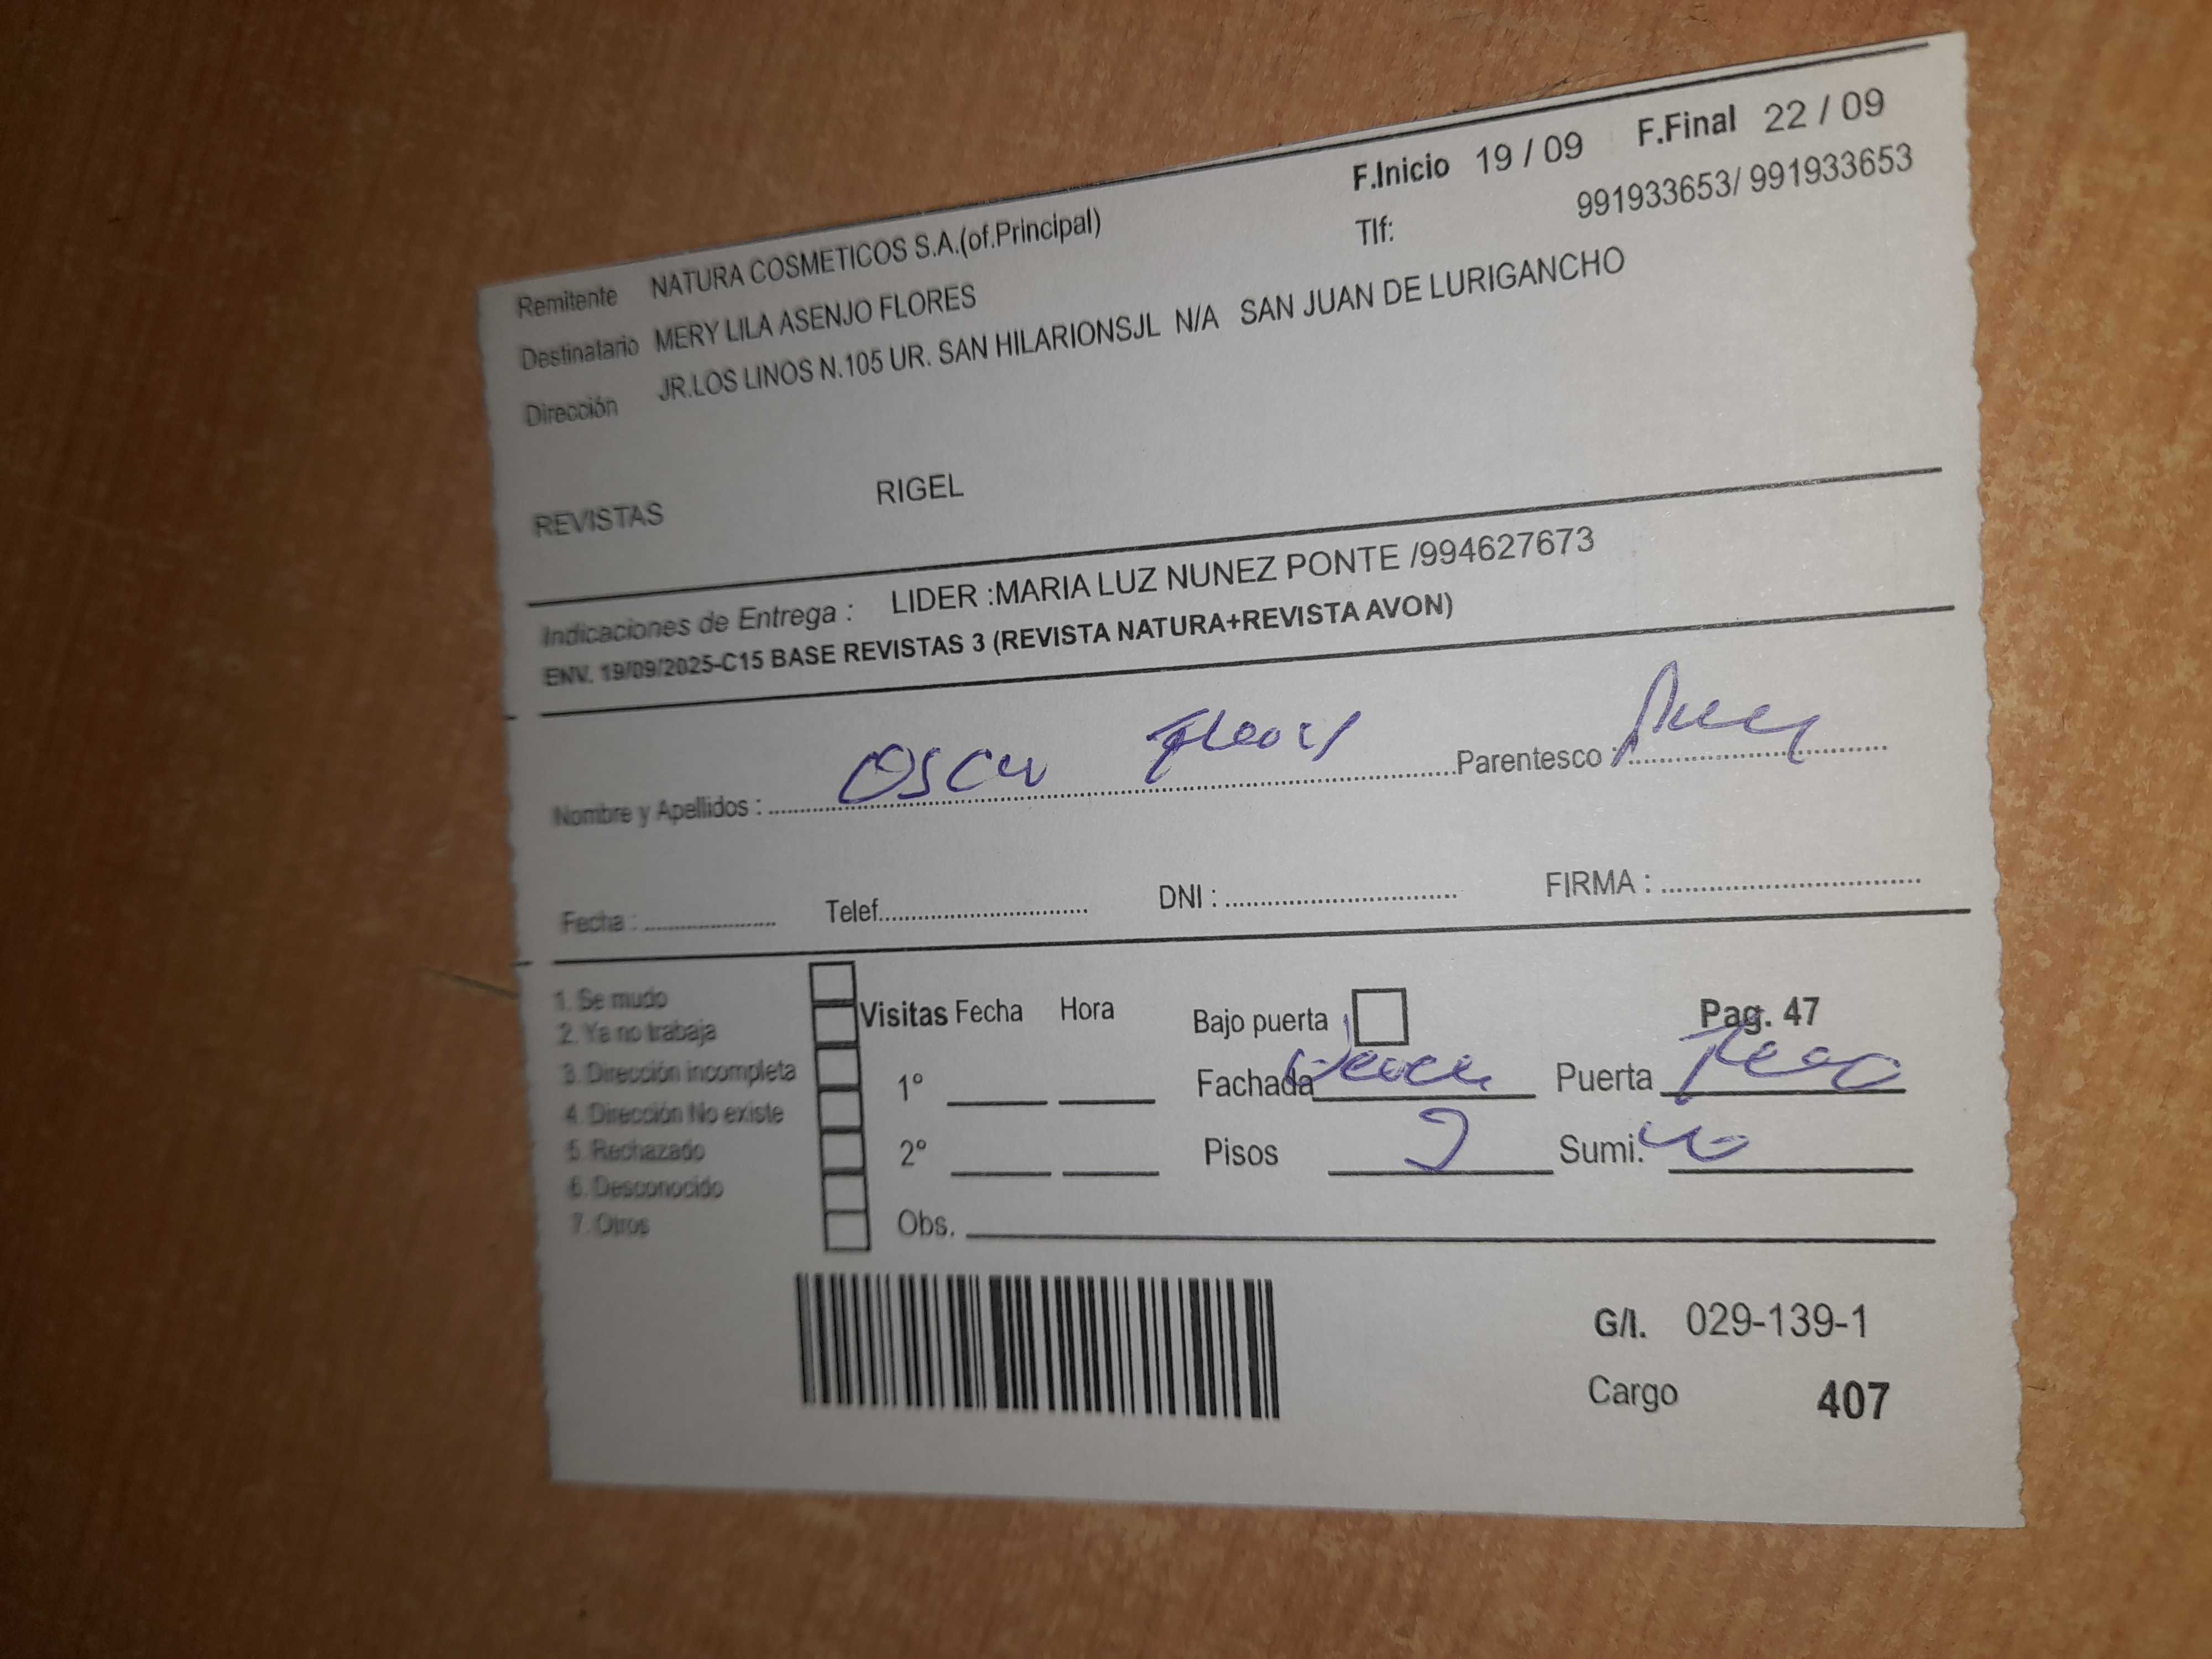 F.Inicio 19 / 09 F.Final 22 / 09
Remitente NATURA COSMETICOS S.A.(of.Principal) Tlf: 991933653/ 991933653
Destinatario MERY LILA ASENJO FLORES
Dirección JR.LOS LINOS N.105 UR. SAN HILARIONSJL N/A SAN JUAN DE LURIGANCHO
REVISTAS RIGEL
Indicaciones de Entrega : LIDER :MARIA LUZ NUNEZ PONTE /994627673
ENV. 19/09/2025-C15 BASE REVISTAS 3 (REVISTA NATURA+REVISTA AVON)
Nombre y Apellidos : Parentesco :
Fecha : Telef. DNI : FIRMA :
1. Se mudo
2. Ya no trabaja
3. Dirección incompleta
4. Dirección No existe
5. Rechazado
6. Desconocido
7. Otros
Visitas Fecha Hora
1º
2º
Obs.
Bajo puerta Pag. 47
Fachada Puerta
Pisos Sumi.
G/I. 029-139-1
Cargo 407